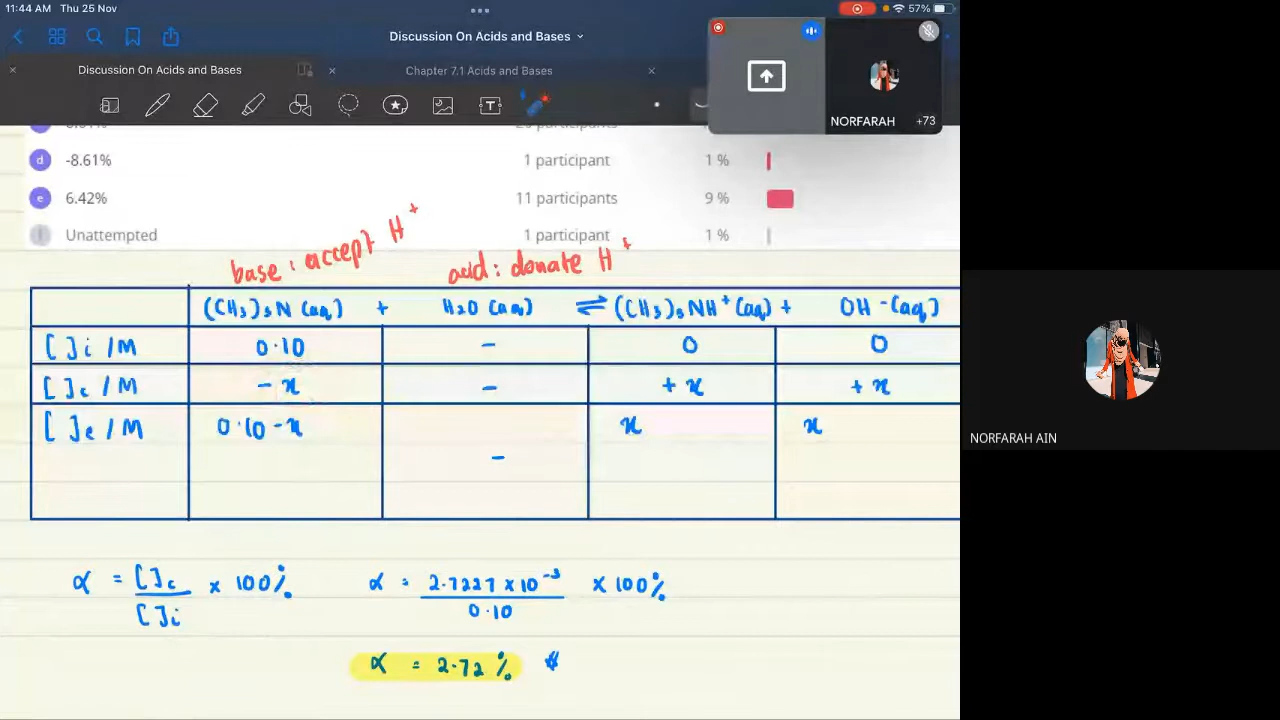 11:44 AM Thu 25 Nov
57%
Discussion On Acids and Bases
Discussion On Acids and Bases
Chapter 7.1 Acids and Bases
NORFARAH +73
d -8.61% 1 participant 1 %
e 6.42% 11 participants 9 %
Unattempted 1 participant 1 %
base : accept H⁺
acid : donate H⁺
(CH₃)₃N (aq) + H₂O (aq) ⇌ (CH₃)₃NH⁺ (aq) + OH - (aq)
[ ]i /M 0.10 - 0 0
[ ]c /M - x - + x + x
[ ]e /M 0.10 - x - x x
α = [ ]c / [ ]i × 100%
α = 2.7227 × 10⁻³ / 0.10 × 100%
α = 2.72 %
NORFARAH AIN